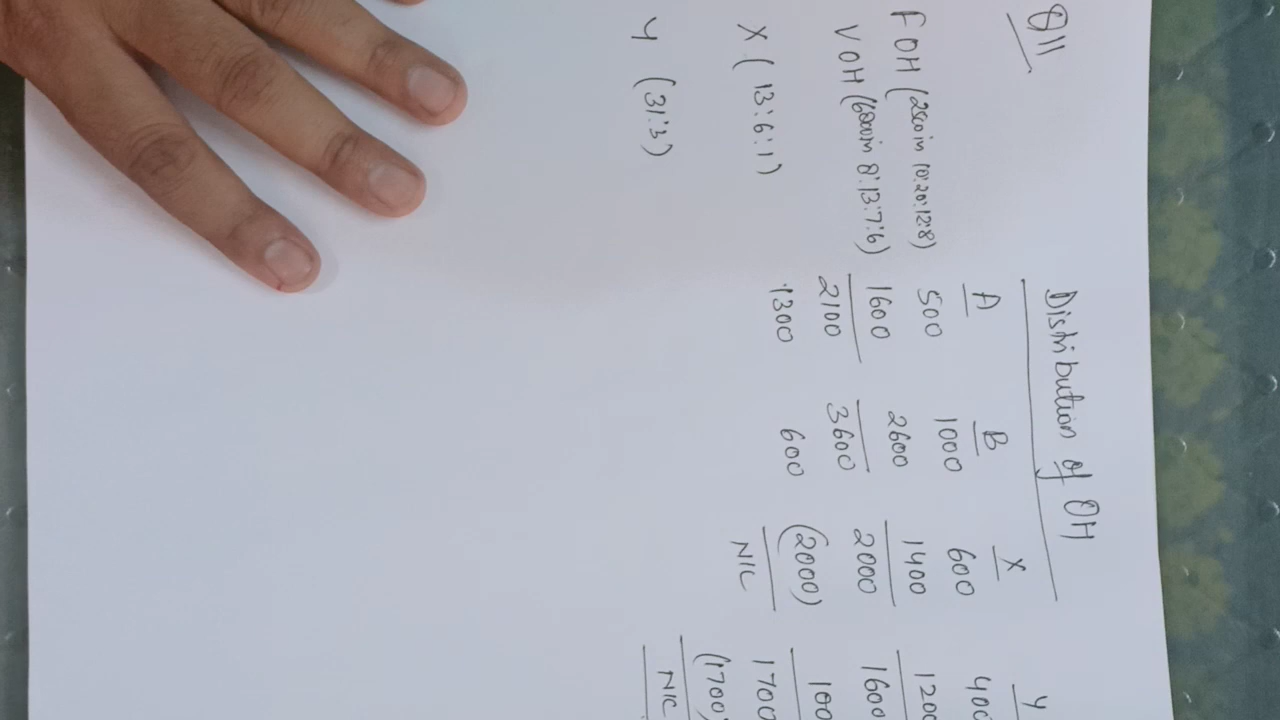 Q11
Distribution of OH
A B X Y
FOH (2500 in 10:20:12:8) 500 1000 600 400
VOH (6800 in 8:13:7:6) 1600 2600 1400 1200
2100 3600 2000 1600
X (13:6:1) 1300 600 (2000) 100
NIL 1700
Y (31:3) (1700)
NIL